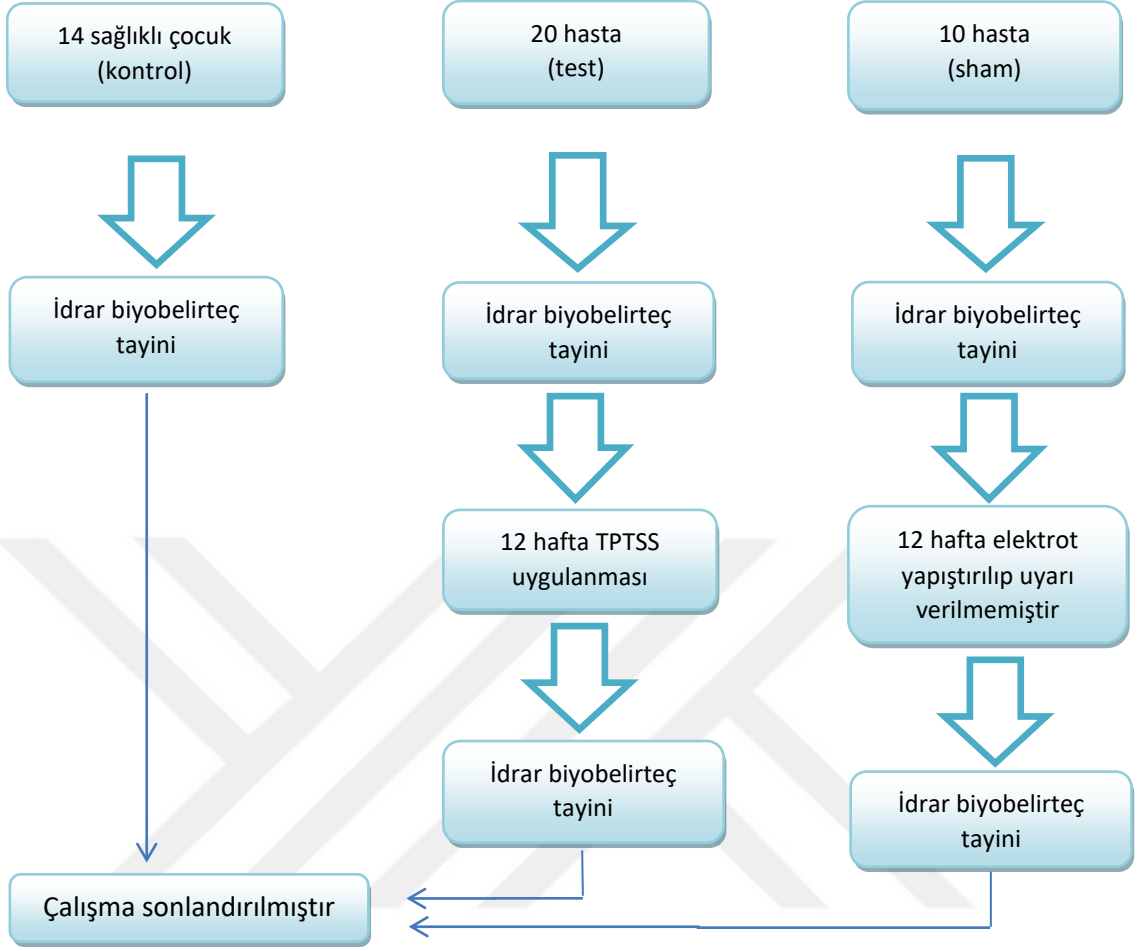 14 sağlıklı çocuk
(kontrol)
20 hasta
(test)
10 hasta
(sham)
İdrar biyobelirteç
tayini
İdrar biyobelirteç
tayini
İdrar biyobelirteç
tayini
12 hafta TPTSS
uygulanması
12 hafta elektrot
yapıştırılıp uyarı
verilmemiştir
İdrar biyobelirteç
tayini
İdrar biyobelirteç
tayini
Çalışma sonlandırılmıştır